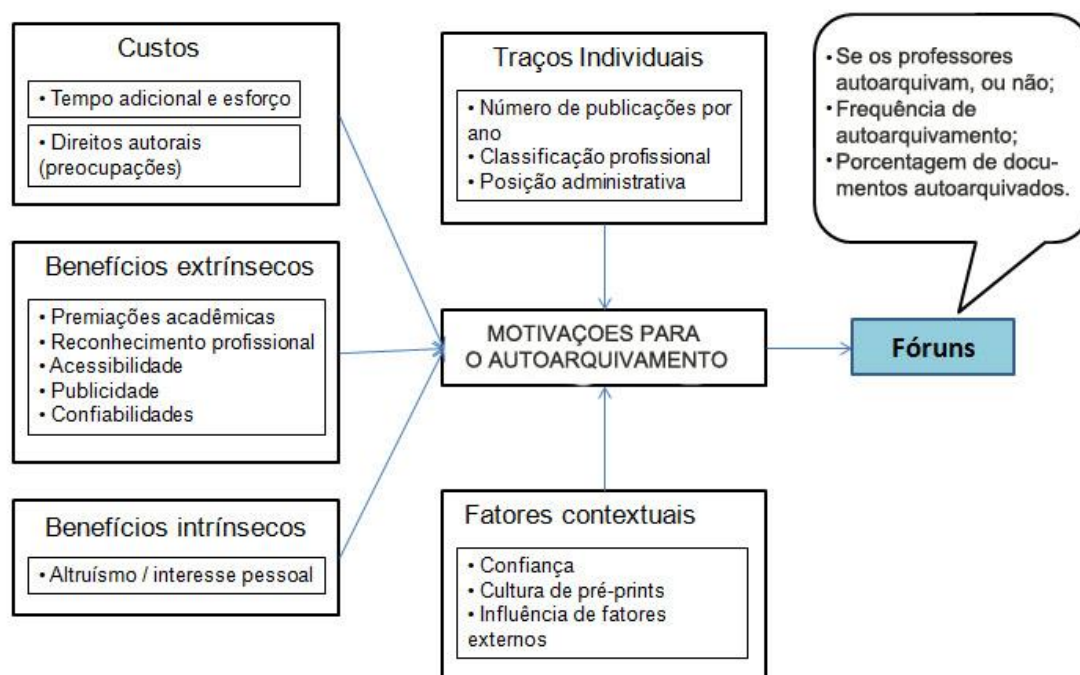 Custos
• Tempo adicional e esforço
• Direitos autorais
(preocupações)
Benefícios extrínsecos
• Premiações acadêmicas
• Reconhecimento profissional
• Acessibilidade
• Publicidade
• Confiabilidades
Benefícios intrínsecos
• Altruísmo / interesse pessoal
Traços Individuais
• Número de publicações por
ano
• Classificação profissional
• Posição administrativa
MOTIVAÇOES PARA
O AUTOARQUIVAMENTO
Fatores contextuais
• Confiança
• Cultura de pré-prints
• Influência de fatores
externos
• Se os professores
autoarquivam, ou não;
• Frequência de
autoarquivamento;
• Porcentagem de docu-
mentos autoarquivados.
Fóruns